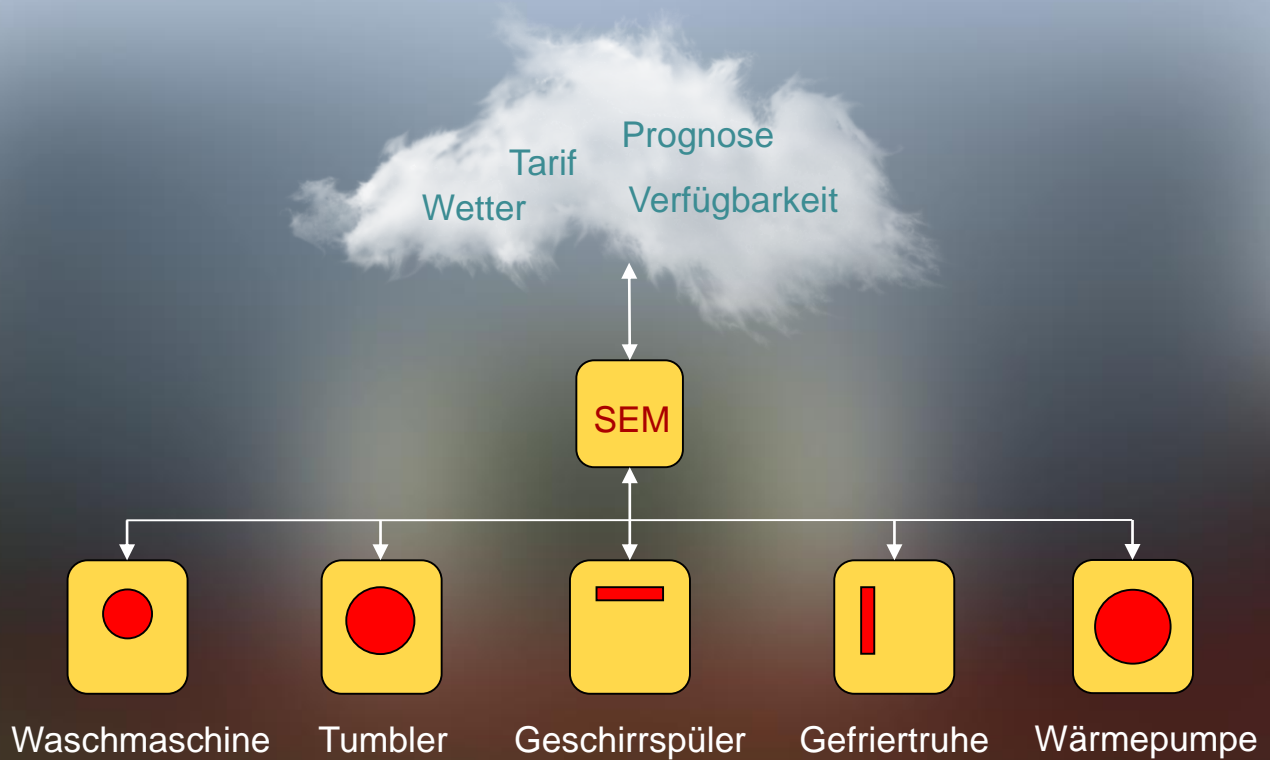 Prognose
Tarif
Wetter
Verfügbarkeit
SEM
Waschmaschine
Tumbler
Geschirrspüler
Gefriertruhe
Wärmepumpe